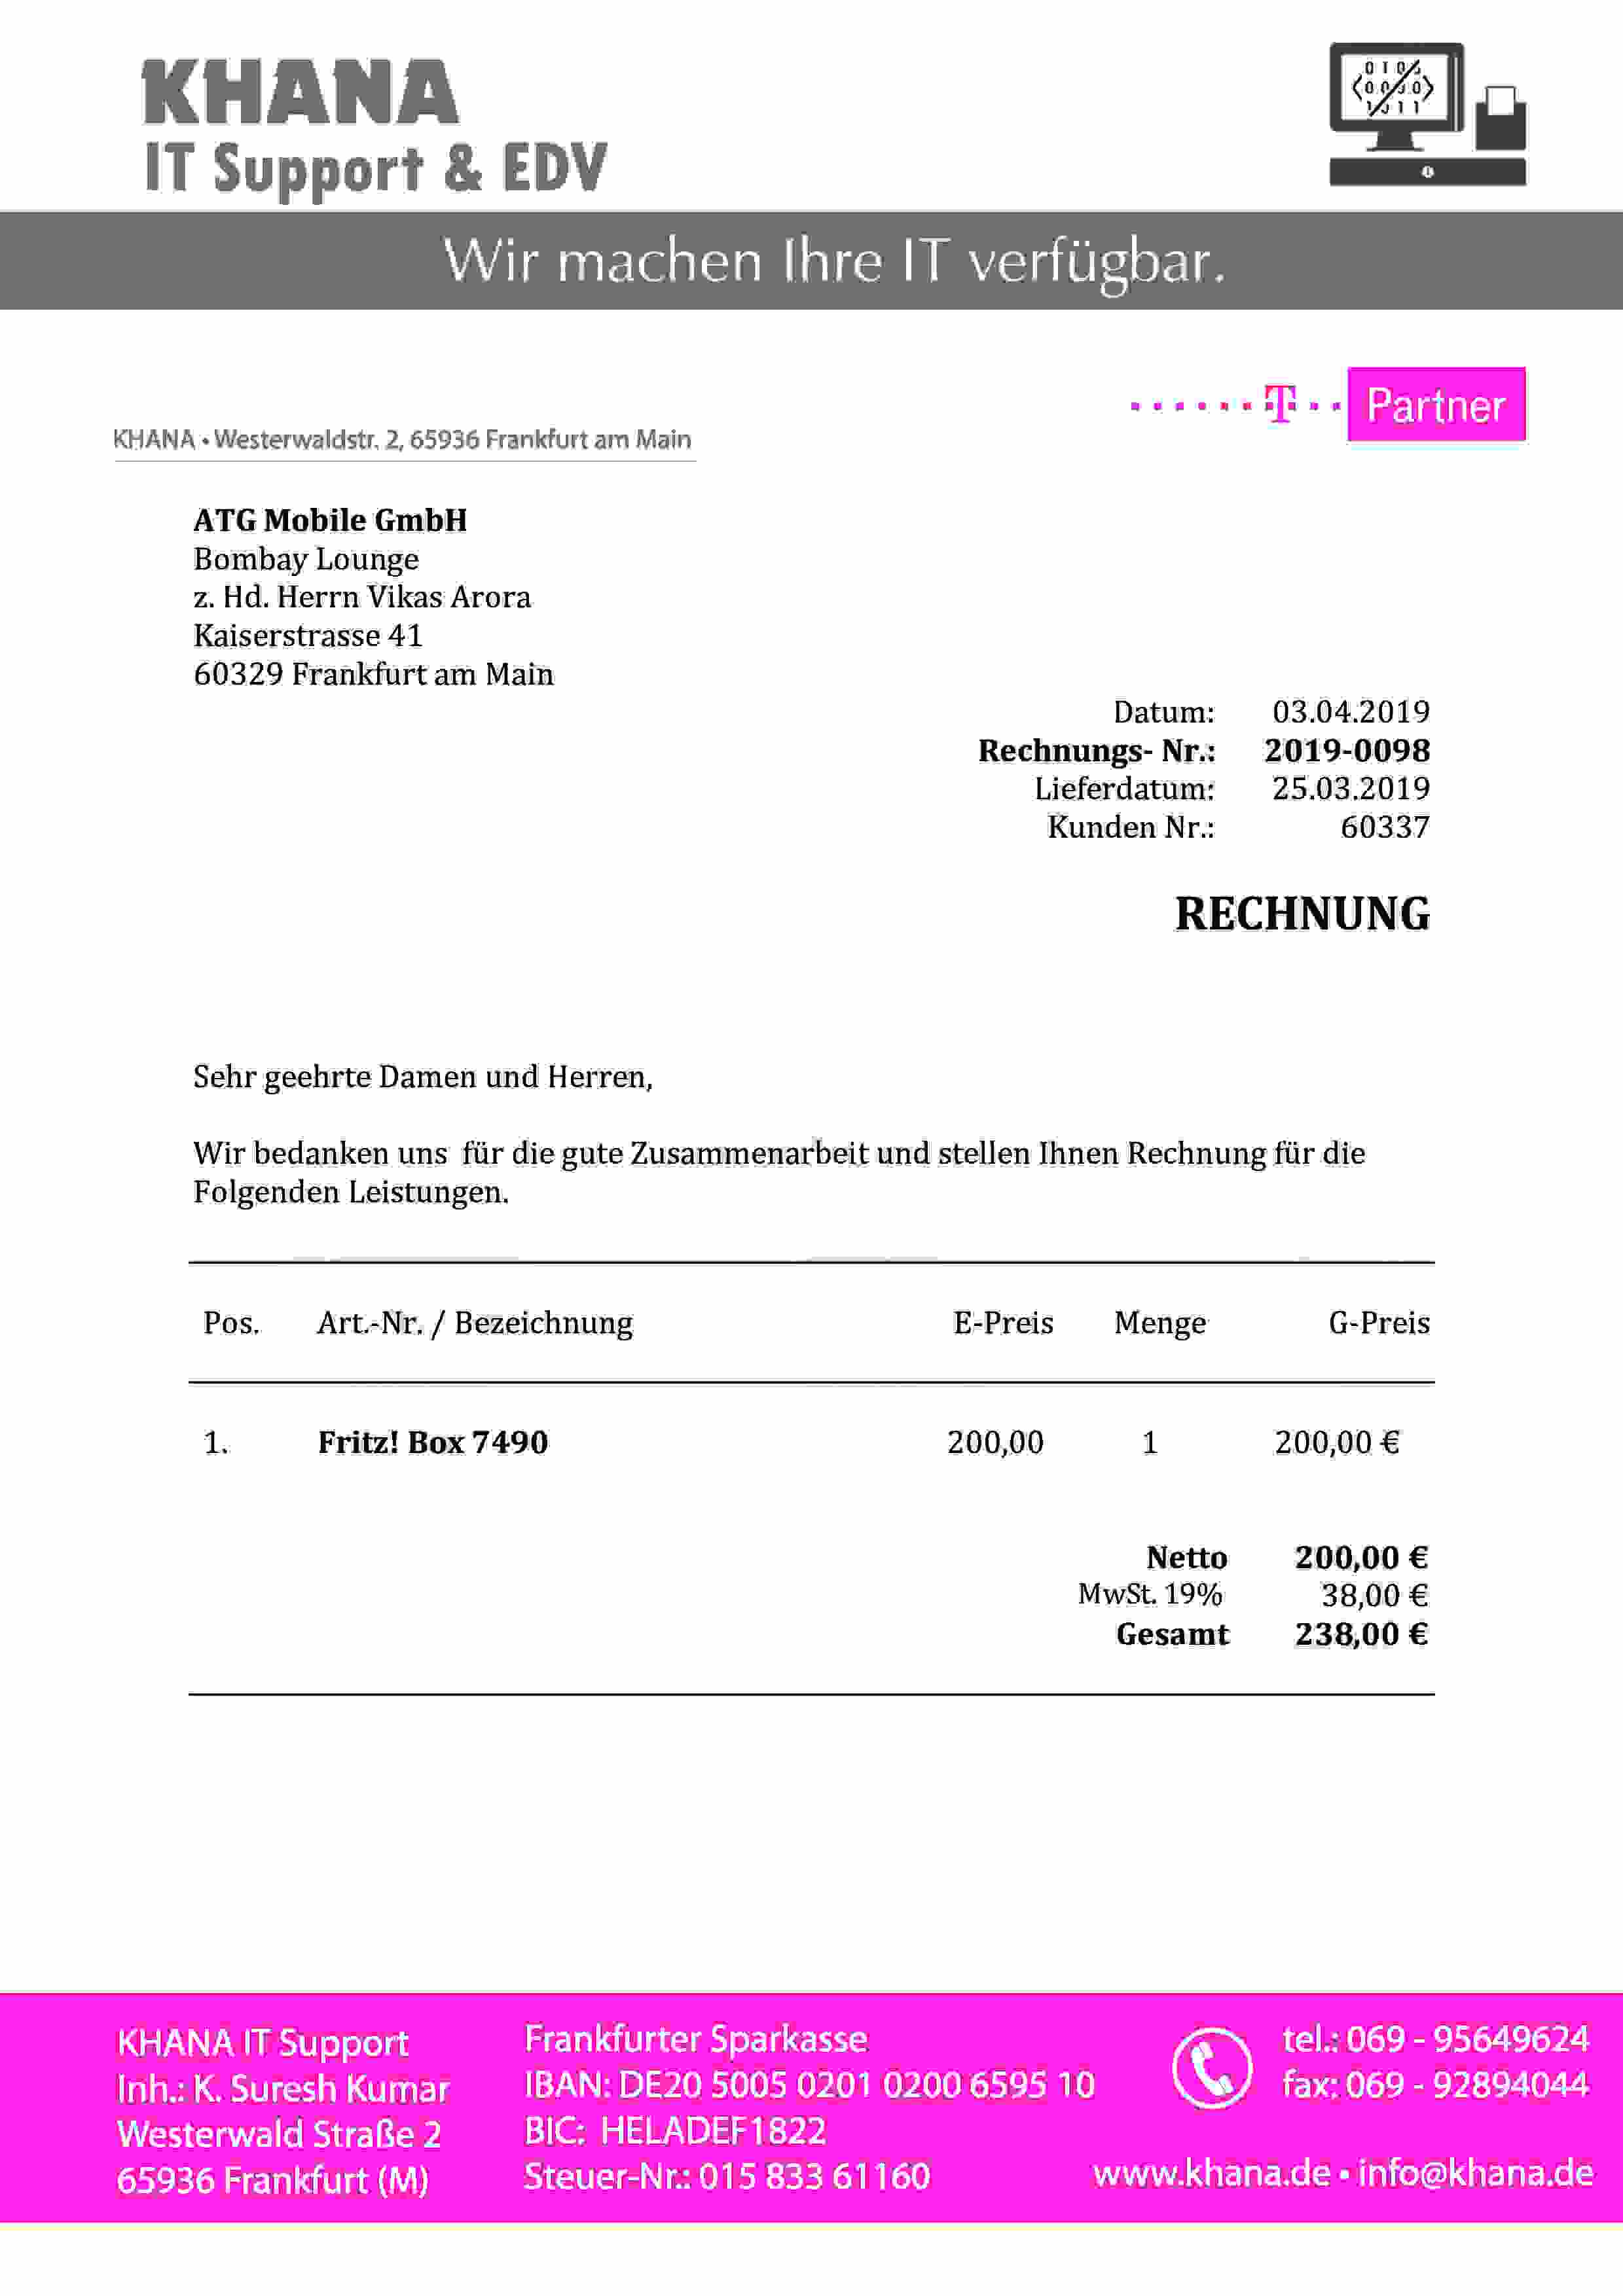 KHANA
IT Support & EDV
Wir machen Ihre IT verfügbar.
T Partner
KHANA • Westerwaldstr. 2, 65936 Frankfurt am Main
ATG Mobile GmbH
Bombay Lounge
z. Hd. Herrn Vikas Arora
Kaiserstrasse 41
60329 Frankfurt am Main
Datum: 03.04.2019
Rechnungs- Nr.: 2019-0098
Lieferdatum: 25.03.2019
Kunden Nr.: 60337
RECHNUNG
Sehr geehrte Damen und Herren,
Wir bedanken uns für die gute Zusammenarbeit und stellen Ihnen Rechnung für die
Folgenden Leistungen.
Pos. Art.-Nr. / Bezeichnung E-Preis Menge G-Preis
1. Fritz! Box 7490 200,00 1 200,00 €
Netto 200,00 €
MwSt. 19% 38,00 €
Gesamt 238,00 €
KHANA IT Support
Inh.: K. Suresh Kumar
Westerwald Straße 2
65936 Frankfurt (M)
Frankfurter Sparkasse
IBAN: DE20 5005 0201 0200 6595 10
BIC: HELADEF1822
Steuer-Nr.: 015 833 61160
tel.: 069 - 95649624
fax: 069 - 92894044
www.khana.de • info@khana.de